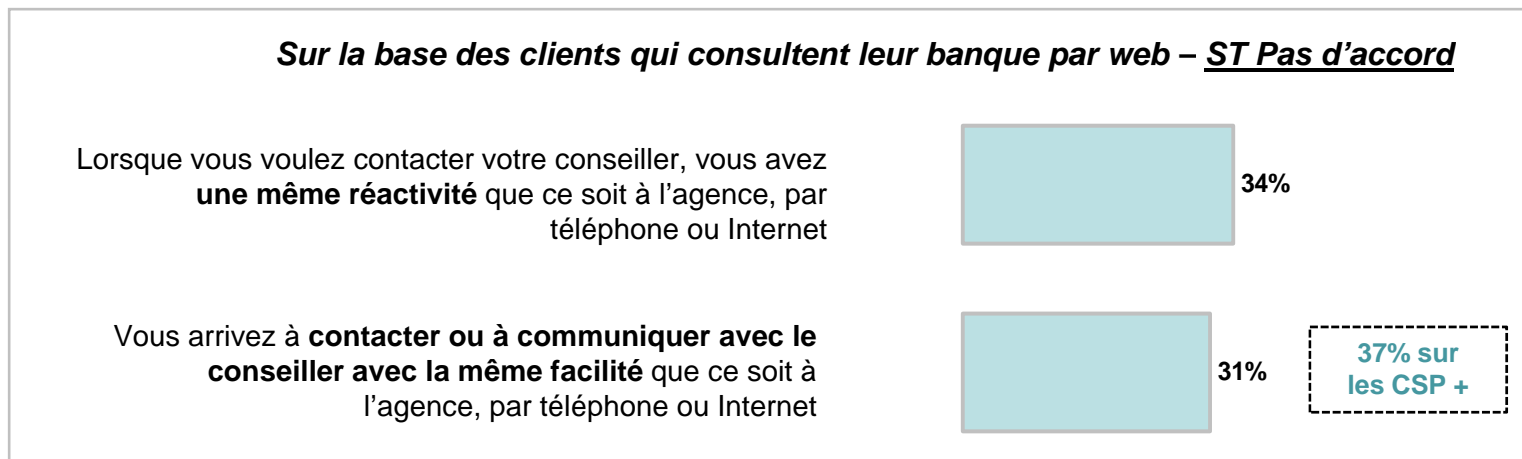 Sur la base des clients qui consultent leur banque par web – ST Pas d’accord
Lorsque vous voulez contacter votre conseiller, vous avez
une même réactivité que ce soit à l’agence, par
téléphone ou Internet
34%
Vous arrivez à contacter ou à communiquer avec le
conseiller avec la même facilité que ce soit à
l’agence, par téléphone ou Internet
31%
37% sur
les CSP +